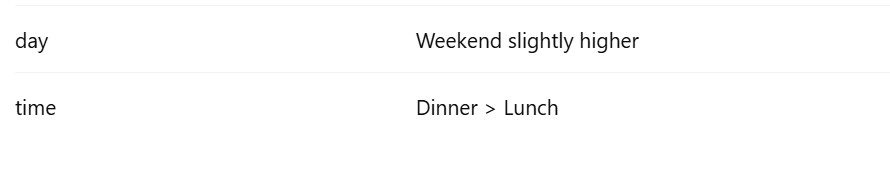 day Weekend slightly higher
time Dinner > Lunch